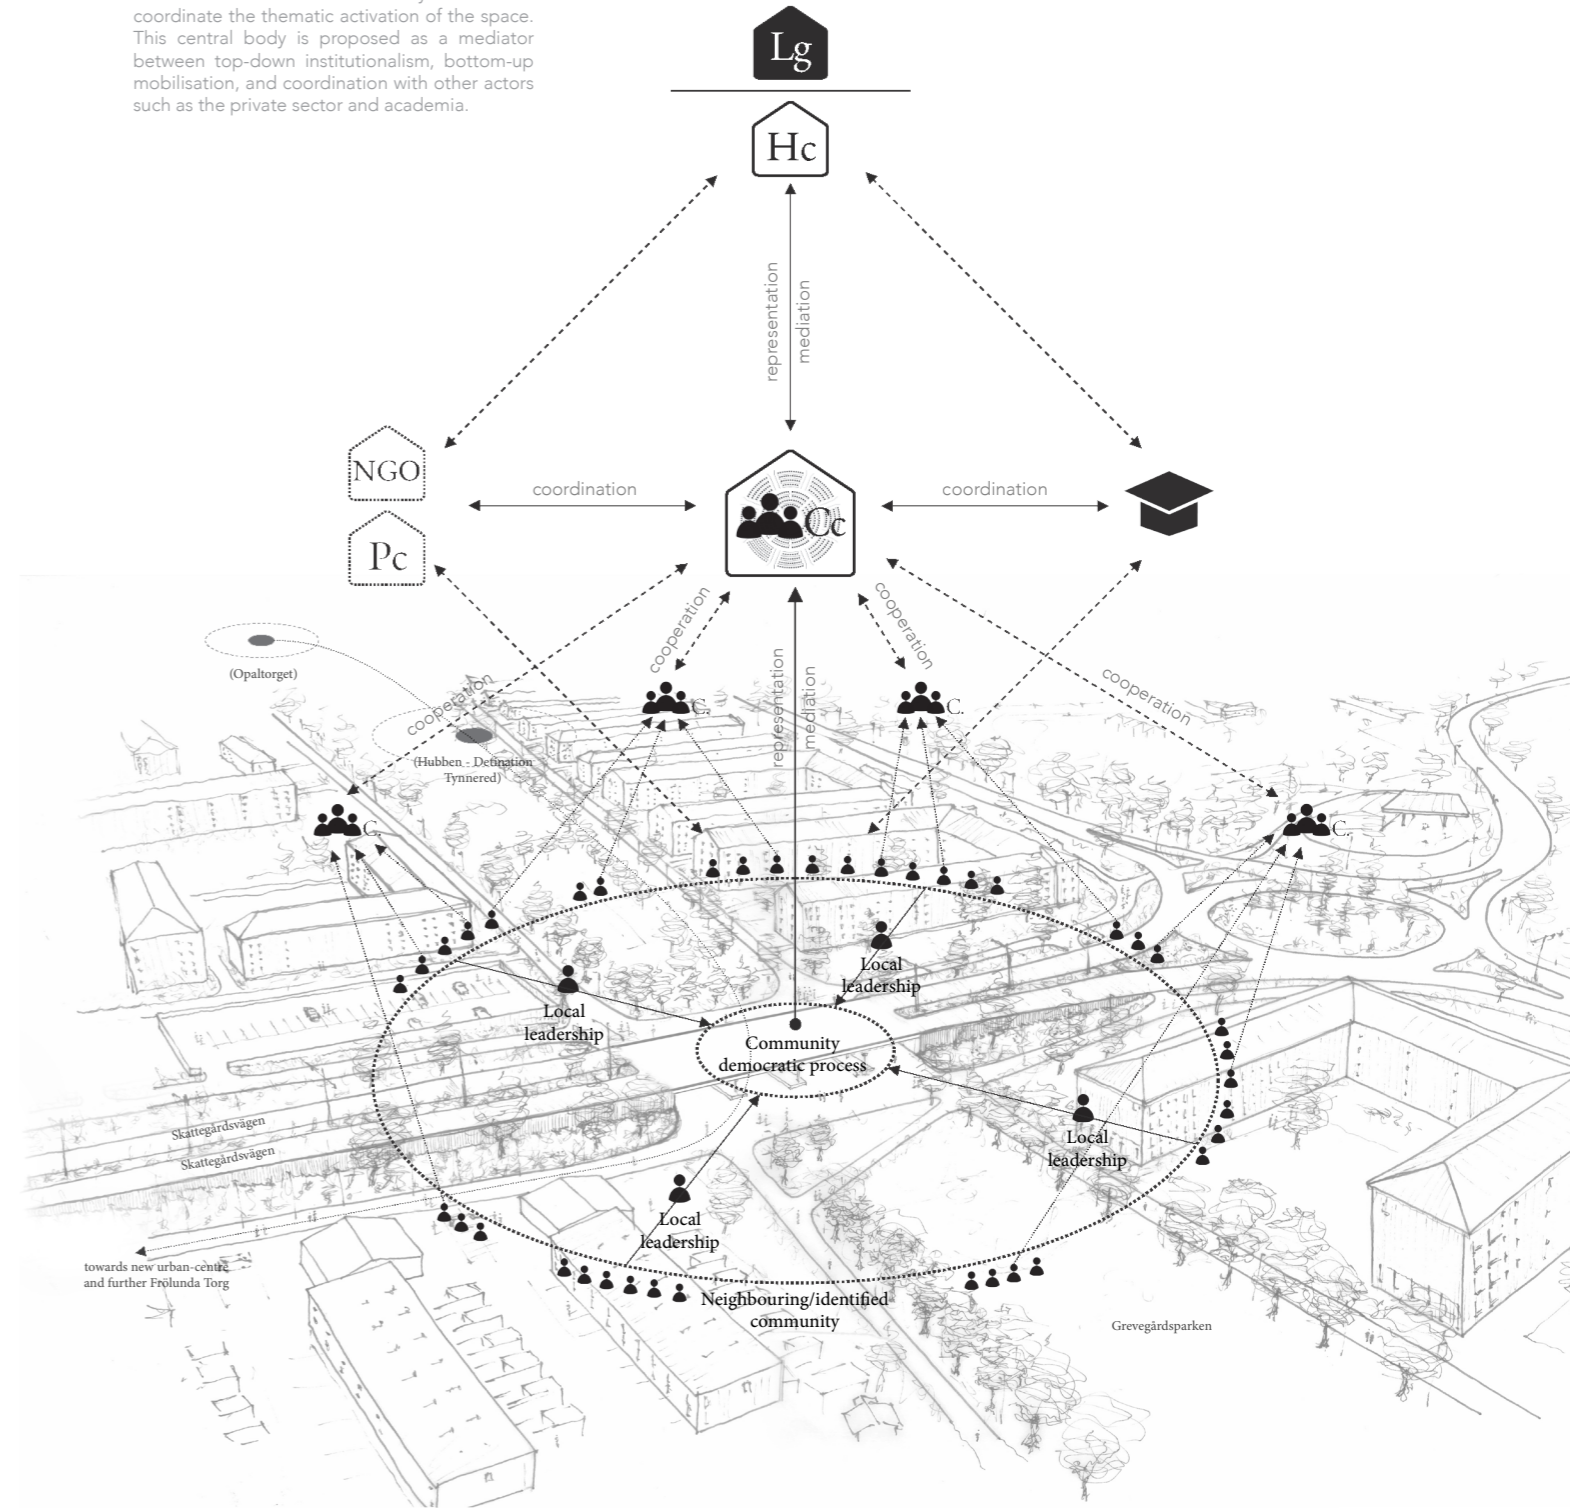 coordinate the thematic activation of the space.
This central body is proposed as a mediator
between top-down institutionalism, bottom-up
mobilisation, and coordination with other actors
such as the private sector and academia.
Lg
Hc
representation
mediation
NGO
Pc
coordination
Cc
coordination
cooperation
cooperation
cooperation
cooperation
representation
mediation
(Opaltorget)
(Hubben - Detination
Tynnered)
C.
C.
C.
C.
Local
leadership
Local
leadership
Community
democratic process
Local
leadership
Local
leadership
Skattegårdsvägen
Skattegårdsvägen
towards new urban-centre
and further Frölunda Torg
Neighbouring/identified
community
Grevegårdsparken